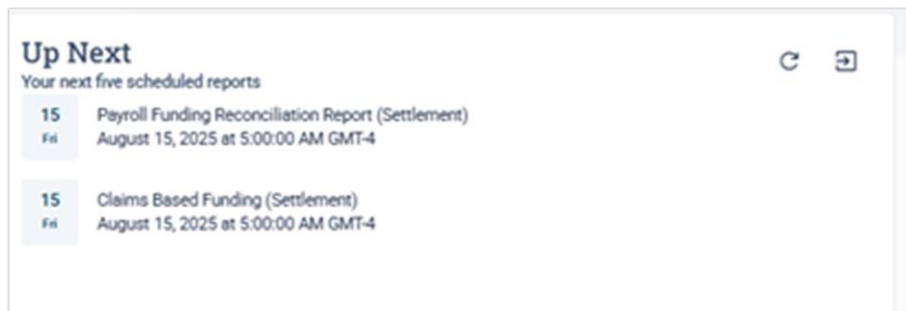 Up Next
Your next five scheduled reports
15
Fri
Payroll Funding Reconciliation Report (Settlement)
August 15, 2025 at 5:00:00 AM GMT-4
15
Fri
Claims Based Funding (Settlement)
August 15, 2025 at 5:00:00 AM GMT-4